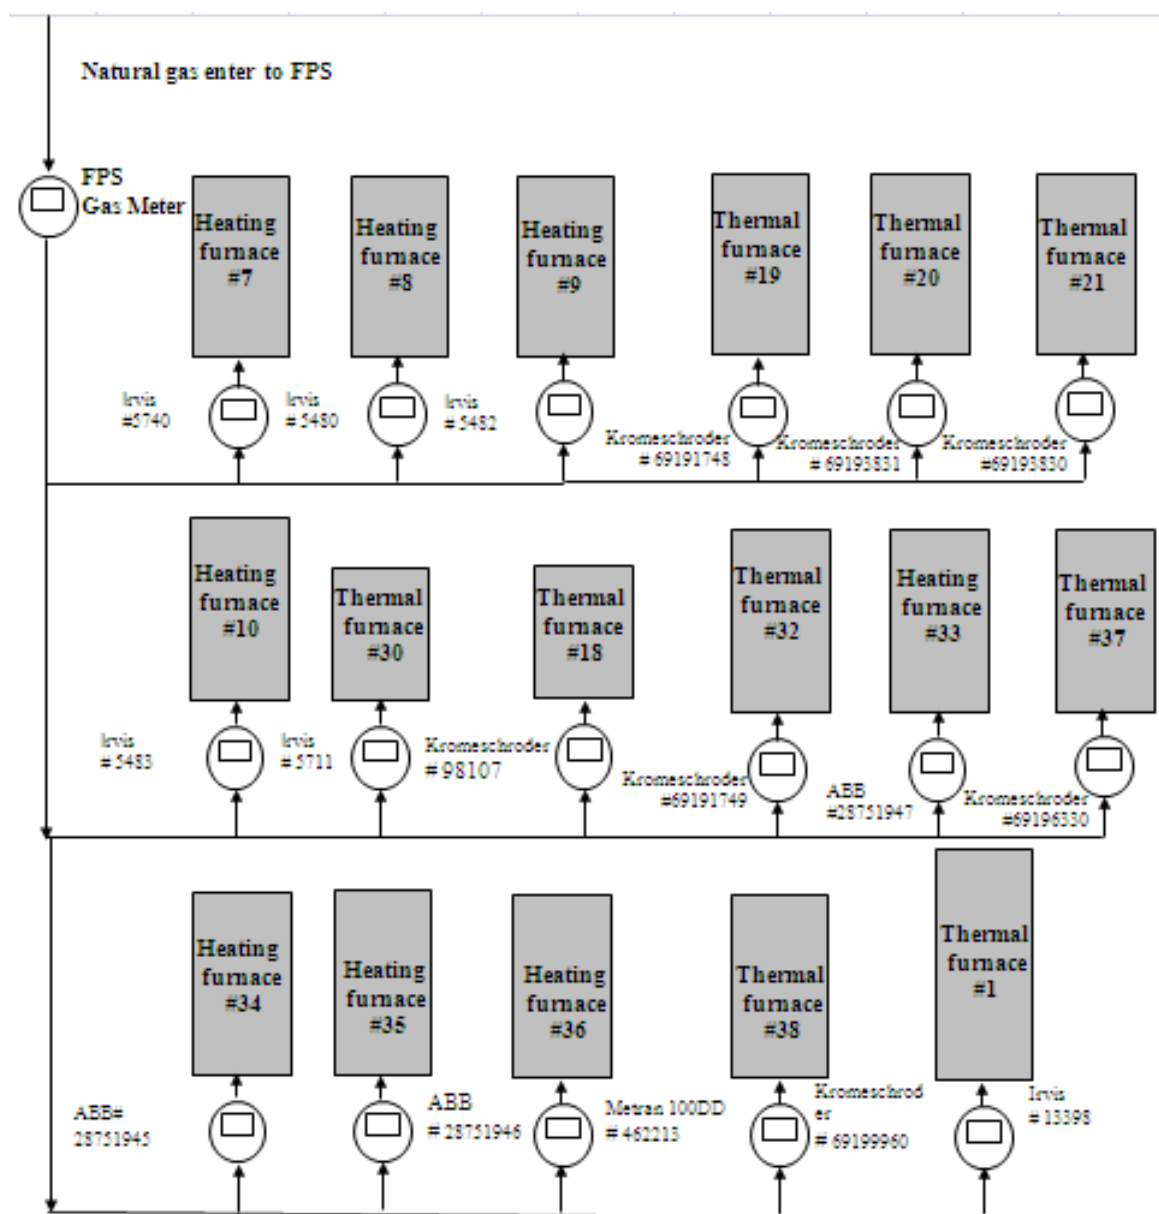 Natural gas enter to FPS
FPS
Gas Meter
Heating
furnace
#7
Heating
furnace
#8
Heating
furnace
#9
Thermal
furnace
#19
Thermal
furnace
#20
Thermal
furnace
#21
Irvis
#5740
Irvis
# 5480
Irvis
# 5482
Kromeschroder
# 69191748
Kromeschroder
# 69193831
Kromeschroder
#69193830
Heating
furnace
#10
Thermal
furnace
#30
Thermal
furnace
#18
Thermal
furnace
#32
Heating
furnace
#33
Thermal
furnace
#37
Irvis
# 5483
Irvis
# 5711
Kromeschroder
# 98107
Kromeschroder
#69191749
ABB
#28751947
Kromeschroder
#69196330
Heating
furnace
#34
Heating
furnace
#35
Heating
furnace
#36
Thermal
furnace
#38
Thermal
furnace
#1
ABB#
28751945
ABB
# 28751946
Metran 100DD
# 462213
Kromeschrod
er
# 69199960
Irvis
# 13398